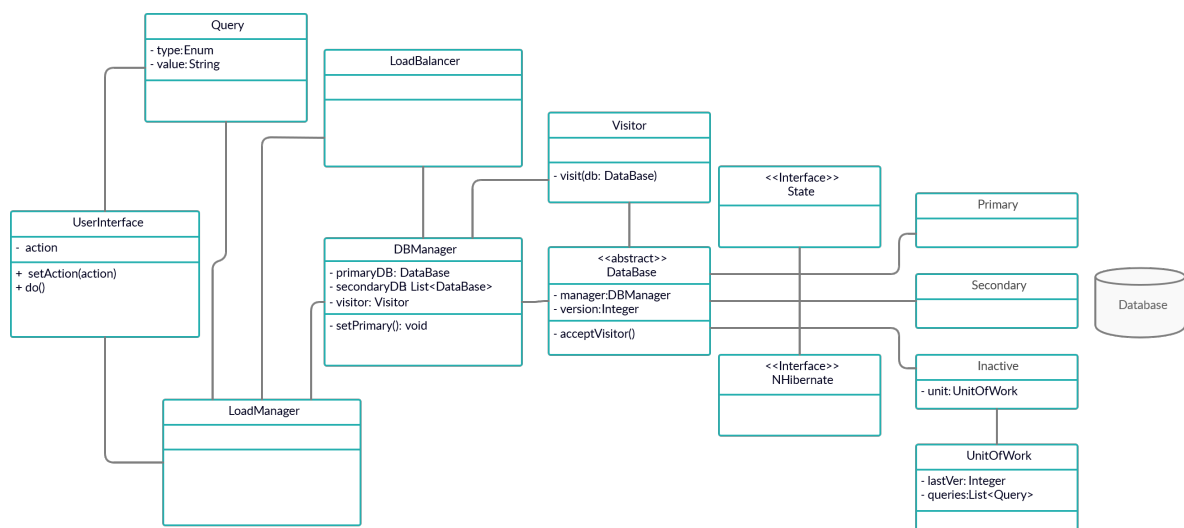 Query
- type:Enum
- value: String
LoadBalancer
Visitor
- visit(db: DataBase)
<<Interface>>
State
Primary
UserInterface
- action
+ setAction(action)
+ do()
DBManager
- primaryDB: DataBase
- secondaryDB List<DataBase>
- visitor: Visitor
- setPrimary(): void
<<abstract>>
DataBase
- manager:DBManager
- version:Integer
- acceptVisitor()
Secondary
Database
<<Interface>>
NHibernate
Inactive
- unit: UnitOfWork
LoadManager
UnitOfWork
- lastVer: Integer
- queries:List<Query>